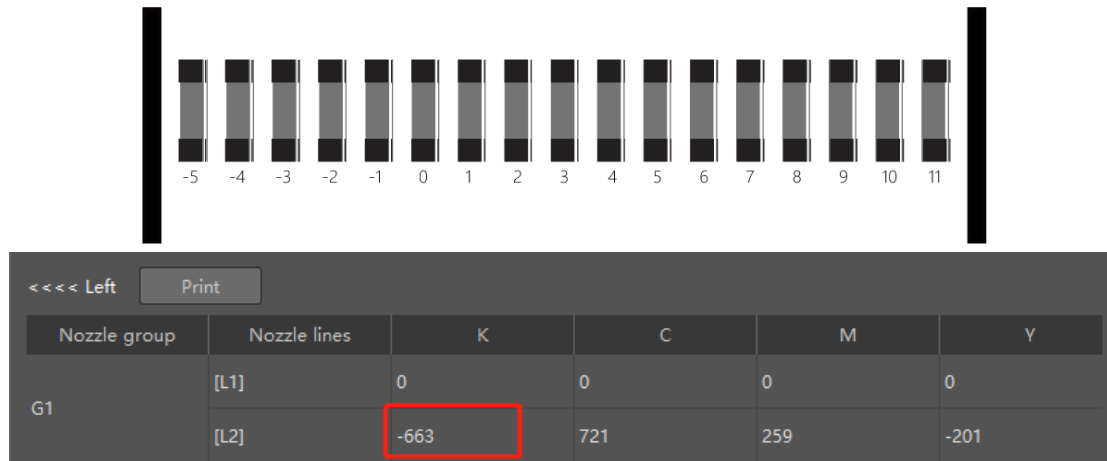 -5 -4 -3 -2 -1 0 1 2 3 4 5 6 7 8 9 10 11
<<<< Left Print
Nozzle group Nozzle lines K C M Y
G1
[L1] 0 0 0 0
[L2] -663 721 259 -201